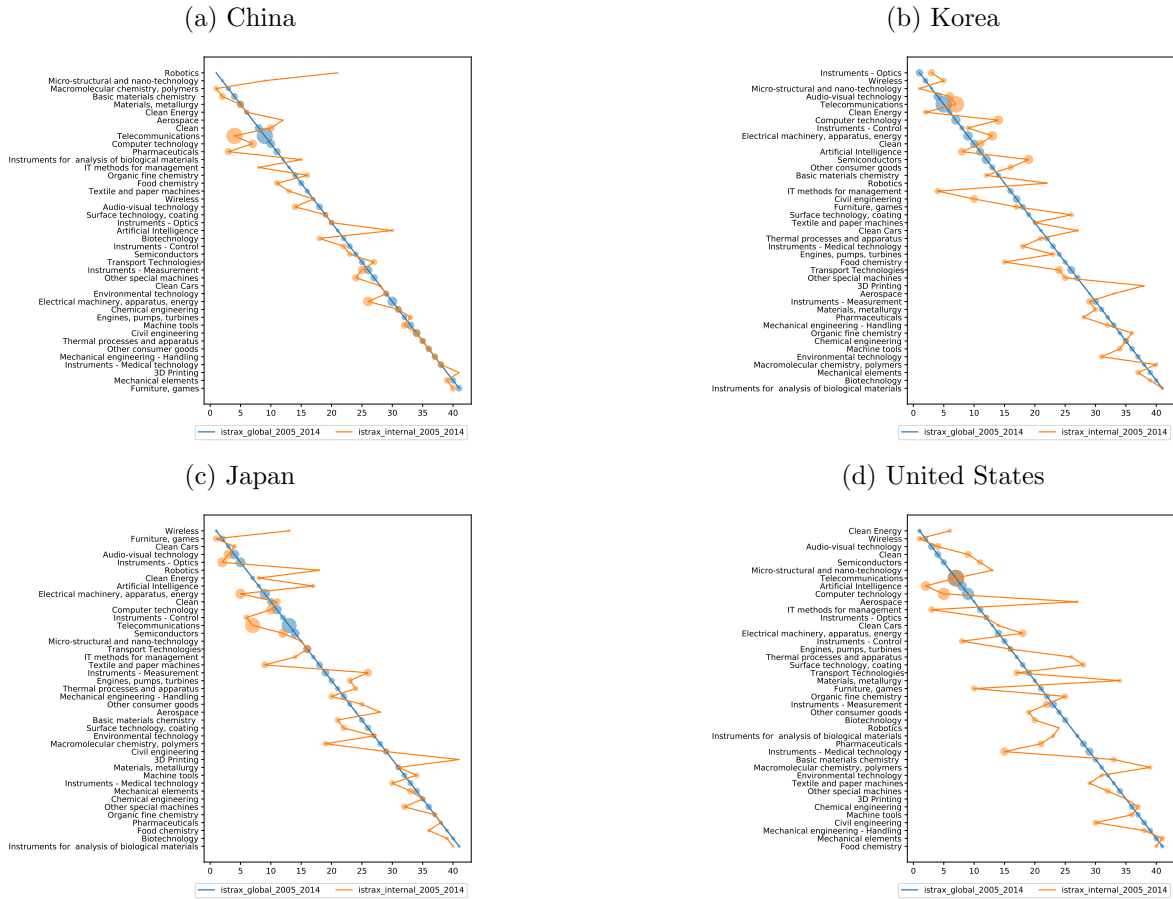 (a) China
Robotics
Micro-structural and nano-technology
Macromolecular chemistry, polymers
Basic materials chemistry
Materials, metallurgy
Clean Energy
Aerospace
Clean
Telecommunications
Computer technology
Pharmaceuticals
Instruments for analysis of biological materials
IT methods for management
Organic fine chemistry
Food chemistry
Textile and paper machines
Wireless
Audio-visual technology
Surface technology, coating
Instruments - Optics
Artificial Intelligence
Biotechnology
Instruments - Control
Semiconductors
Transport Technologies
Instruments - Measurement
Other special machines
Clean Cars
Environmental technology
Electrical machinery, apparatus, energy
Chemical engineering
Engines, pumps, turbines
Machine tools
Civil engineering
Thermal processes and apparatus
Other consumer goods
Mechanical engineering - Handling
Instruments - Medical technology
3D Printing
Mechanical elements
Furniture, games
0 5 10 15 20 25 30 35 40
istrax_global_2005_2014 istrax_internal_2005_2014
(b) Korea
Instruments - Optics
Wireless
Micro-structural and nano-technology
Audio-visual technology
Telecommunications
Clean Energy
Computer technology
Instruments - Control
Electrical machinery, apparatus, energy
Clean
Artificial Intelligence
Semiconductors
Other consumer goods
Basic materials chemistry
Robotics
IT methods for management
Civil engineering
Furniture, games
Surface technology, coating
Textile and paper machines
Clean Cars
Thermal processes and apparatus
Instruments - Medical technology
Engines, pumps, turbines
Food chemistry
Transport Technologies
Other special machines
3D Printing
Aerospace
Instruments - Measurement
Materials, metallurgy
Pharmaceuticals
Mechanical engineering - Handling
Organic fine chemistry
Chemical engineering
Machine tools
Environmental technology
Macromolecular chemistry, polymers
Mechanical elements
Biotechnology
Instruments for analysis of biological materials
0 5 10 15 20 25 30 35 40
istrax_global_2005_2014 istrax_internal_2005_2014
(c) Japan
Wireless
Furniture, games
Clean Cars
Audio-visual technology
Instruments - Optics
Robotics
Clean Energy
Artificial Intelligence
Electrical machinery, apparatus, energy
Clean
Computer technology
Instruments - Control
Telecommunications
Semiconductors
Micro-structural and nano-technology
Transport Technologies
IT methods for management
Textile and paper machines
Instruments - Measurement
Engines, pumps, turbines
Thermal processes and apparatus
Mechanical engineering - Handling
Other consumer goods
Aerospace
Basic materials chemistry
Surface technology, coating
Environmental technology
Macromolecular chemistry, polymers
Civil engineering
3D Printing
Materials, metallurgy
Machine tools
Instruments - Medical technology
Mechanical elements
Chemical engineering
Other special machines
Organic fine chemistry
Pharmaceuticals
Food chemistry
Biotechnology
Instruments for analysis of biological materials
0 5 10 15 20 25 30 35 40
istrax_global_2005_2014 istrax_internal_2005_2014
(d) United States
Clean Energy
Wireless
Audio-visual technology
Clean
Semiconductors
Micro-structural and nano-technology
Telecommunications
Artificial Intelligence
Computer technology
Aerospace
IT methods for management
Instruments - Optics
Clean Cars
Electrical machinery, apparatus, energy
Instruments - Control
Engines, pumps, turbines
Thermal processes and apparatus
Surface technology, coating
Transport Technologies
Materials, metallurgy
Furniture, games
Organic fine chemistry
Instruments - Measurement
Other consumer goods
Biotechnology
Robotics
Instruments for analysis of biological materials
Pharmaceuticals
Instruments - Medical technology
Basic materials chemistry
Macromolecular chemistry, polymers
Environmental technology
Textile and paper machines
Other special machines
3D Printing
Chemical engineering
Machine tools
Civil engineering
Mechanical engineering - Handling
Mechanical elements
Food chemistry
0 5 10 15 20 25 30 35 40
istrax_global_2005_2014 istrax_internal_2005_2014